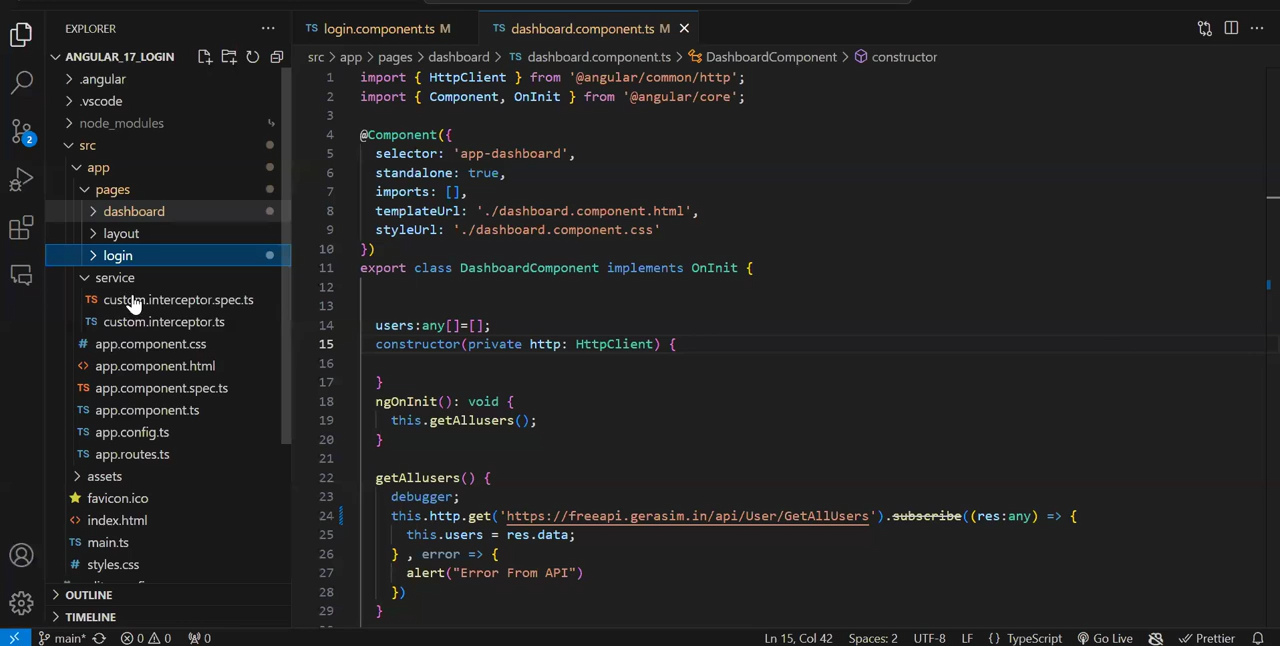 EXPLORER
ANGULAR_17_LOGIN
.angular
.vscode
node_modules
src
app
pages
dashboard
layout
login
service
custom.interceptor.spec.ts
TS custom.interceptor.ts
# app.component.css
<> app.component.html
TS app.component.spec.ts
TS app.component.ts
TS app.config.ts
TS app.routes.ts
assets
favicon.ico
<> index.html
TS main.ts
# styles.css
OUTLINE
TIMELINE
2
TS login.component.ts M
TS dashboard.component.ts M
src > app > pages > dashboard > TS dashboard.component.ts > DashboardComponent > constructor
1 import { HttpClient } from '@angular/common/http';
2 import { Component, OnInit } from '@angular/core';
3
4 @Component({
5 selector: 'app-dashboard',
6 standalone: true,
7 imports: [],
8 templateUrl: './dashboard.component.html',
9 styleUrl: './dashboard.component.css'
10 })
11 export class DashboardComponent implements OnInit {
12
13
14 users:any[]=[];
15 constructor(private http: HttpClient) {
16
17 }
18 ngOnInit(): void {
19 this.getAllusers();
20 }
21
22 getAllusers() {
23 debugger;
24 this.http.get('https://freeapi.gerasim.in/api/User/GetAllUsers').subscribe((res:any) => {
25 this.users = res.data;
26 } , error => {
27 alert("Error From API")
28 })
29 }
main* 0 0 0 Ln 15, Col 42 Spaces: 2 UTF-8 LF {} TypeScript Go Live Prettier